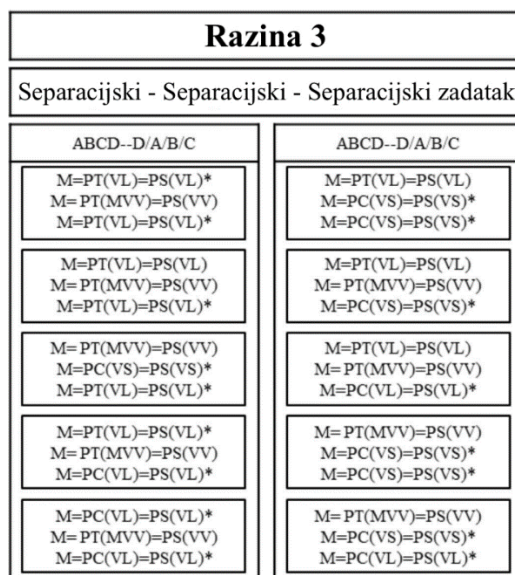 Razina 3
Separacijski - Separacijski - Separacijski zadatak
ABCD--D/A/B/C
M=PT(VL)=PS(VL)*
M= PT(MVV)=PS(VV)
M=PT(VL)=PS(VL)*
M=PT(VL)=PS(VL)
M= PT(MVV)=PS(VV)
M=PT(VL)=PS(VL)*
M= PT(MVV)=PS(VV)
M=PC(VS)=PS(VS)*
M=PT(VL)=PS(VL)*
M=PT(VL)=PS(VL)*
M= PT(MVV)=PS(VV)
M=PC(VL)=PS(VL)*
M=PC(VL)=PS(VL)*
M= PT(MVV)=PS(VV)
M=PC(VL)=PS(VL)*
ABCD--D/A/B/C
M=PT(VL)=PS(VL)
M=PC(VS)=PS(VS)*
M=PC(VS)=PS(VS)*
M=PT(VL)=PS(VL)
M= PT(MVV)=PS(VV)
M=PC(VS)=PS(VS)*
M=PT(VL)=PS(VL)
M= PT(MVV)=PS(VV)
M=PC(VL)=PS(VL)*
M= PT(MVV)=PS(VV)
M=PC(VS)=PS(VS)*
M=PC(VS)=PS(VS)*
M= PT(MVV)=PS(VV)
M=PC(VS)=PS(VS)*
M=PC(VL)=PS(VL)*